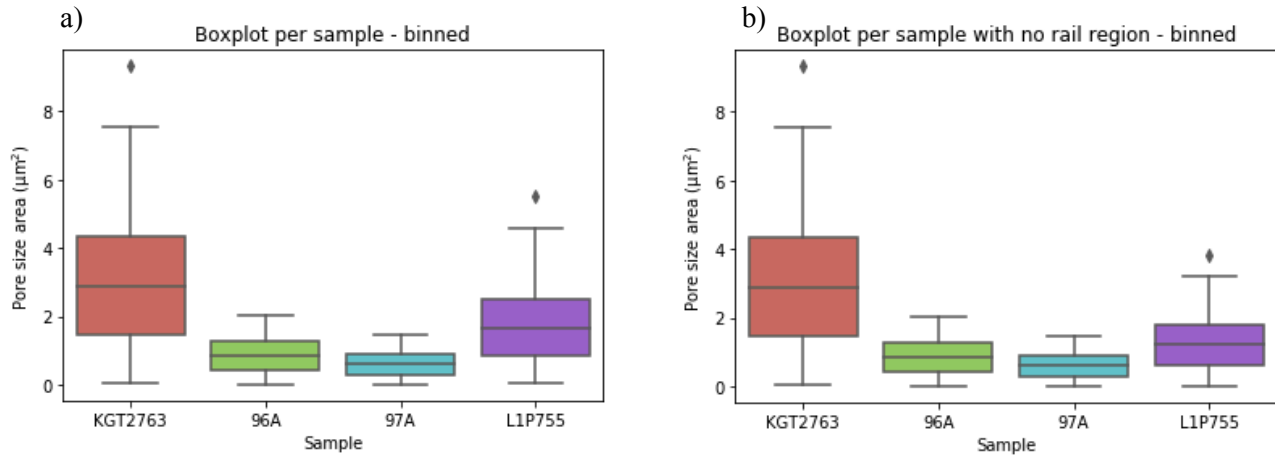 a)
Boxplot per sample - binned
Pore size area (µm²)
8
6
4
2
0
KGT2763
96A
97A
L1P755
Sample
b)
Boxplot per sample with no rail region - binned
Pore size area (µm²)
8
6
4
2
0
KGT2763
96A
97A
L1P755
Sample